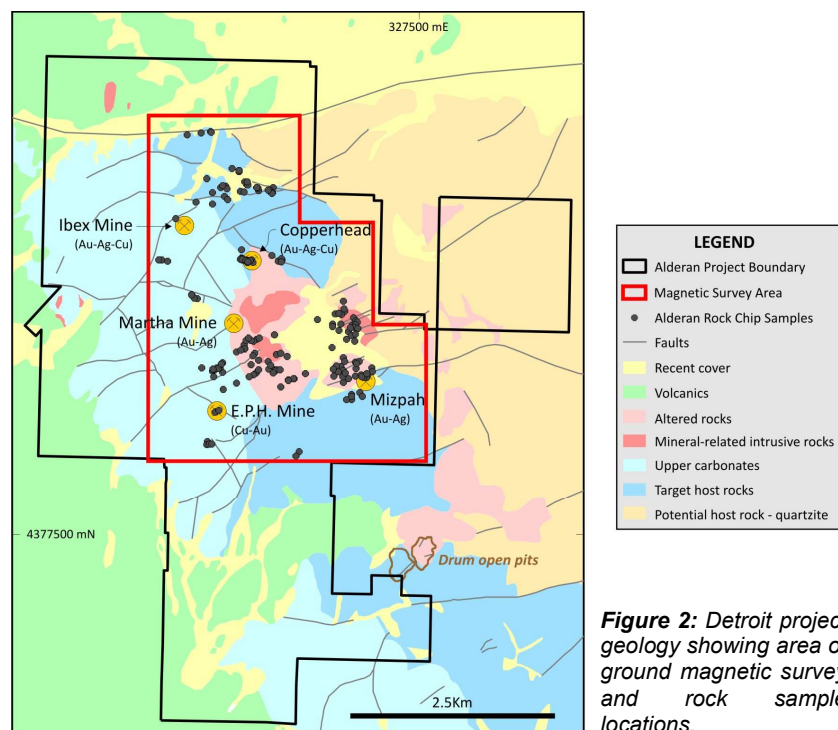 327500 mE
Ibex Mine
(Au-Ag-Cu)
Copperhead
(Au-Ag-Cu)
Martha Mine
(Au-Ag)
E.P.H. Mine
(Cu-Au)
Mizpah
(Au-Ag)
4377500 mN
Drum open pits
2.5Km
LEGEND
Alderan Project Boundary
Magnetic Survey Area
Alderan Rock Chip Samples
Faults
Recent cover
Volcanics
Altered rocks
Mineral-related intrusive rocks
Upper carbonates
Target host rocks
Potential host rock - quartzite
Figure 2: Detroit project
geology showing area o
ground magnetic survey
and rock sample
locations.